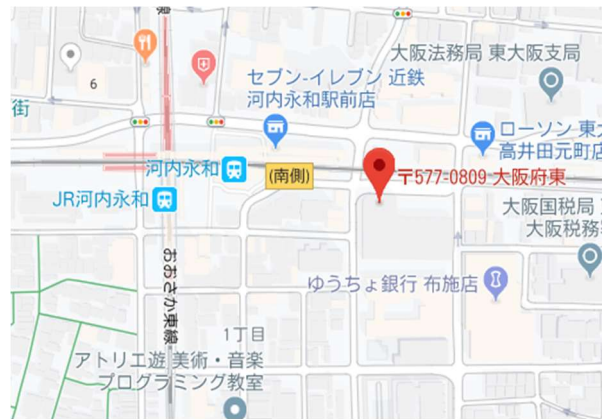 大阪法務局 東大阪支局
6
セブン-イレブン 近鉄
河内永和駅前店
街
ローソン 東大
高井田元町店
河内永和
(南側)
〒577-0809 大阪府東
JR河内永和
大阪国税局
大阪税務
おおさか東線
ゆうちょ銀行 布施店
1丁目
アトリエ遊 美術・音楽
プログラミング教室